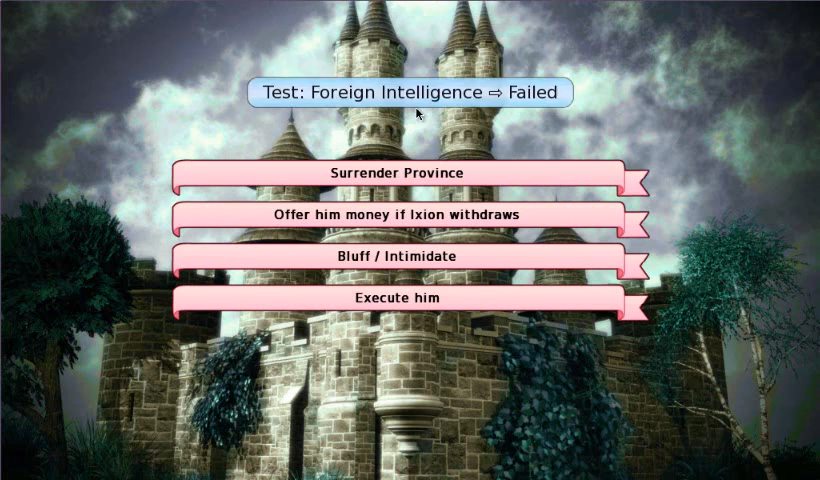 Test: Foreign Intelligence ⇨ Failed
Surrender Province
Offer him money if Ixion withdraws
Bluff / Intimidate
Execute him